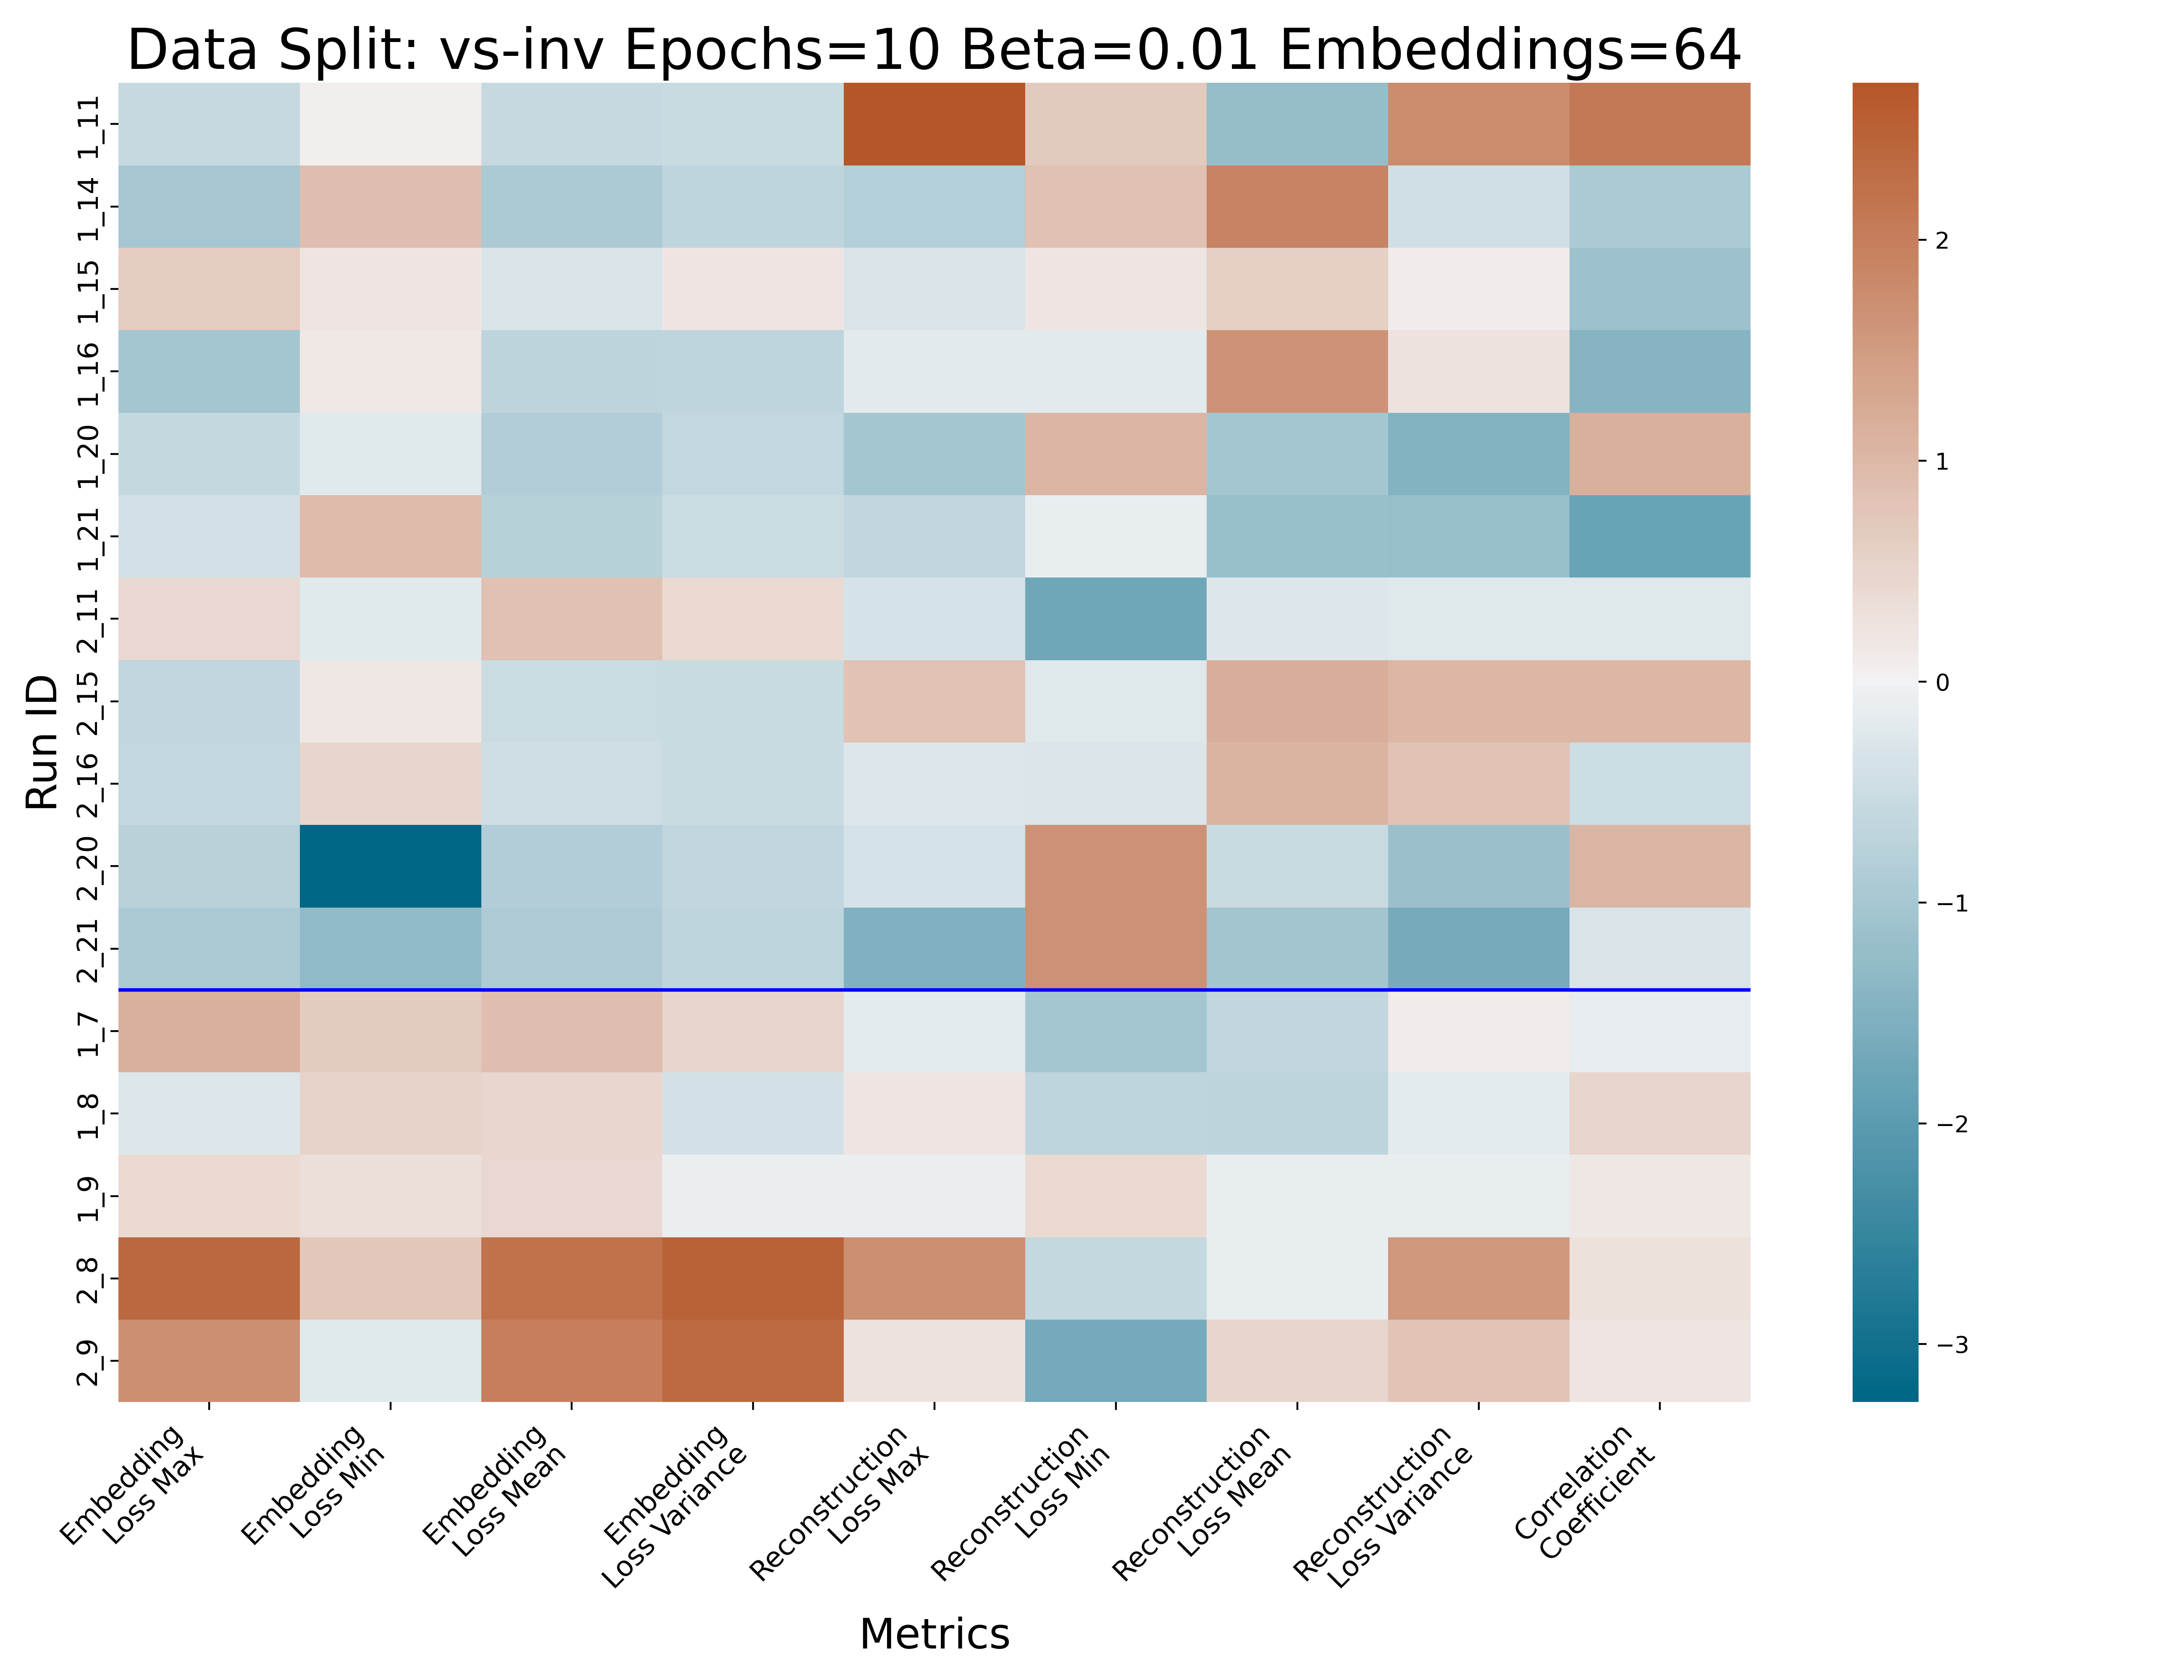 Data Split: vs-inv Epochs=10 Beta=0.01 Embeddings=64
Run ID
1_11
1_14
1_15
1_16
1_20
1_21
2_11
2_15
2_16
2_20
2_21
1_7
1_8
1_9
2_8
2_9
Embedding
Loss Max
Embedding
Loss Min
Embedding
Loss Mean
Embedding
Loss Variance
Reconstruction
Loss Max
Reconstruction
Loss Min
Reconstruction
Loss Mean
Reconstruction
Loss Variance
Correlation
Coefficient
Metrics
2
1
0
−1
−2
−3